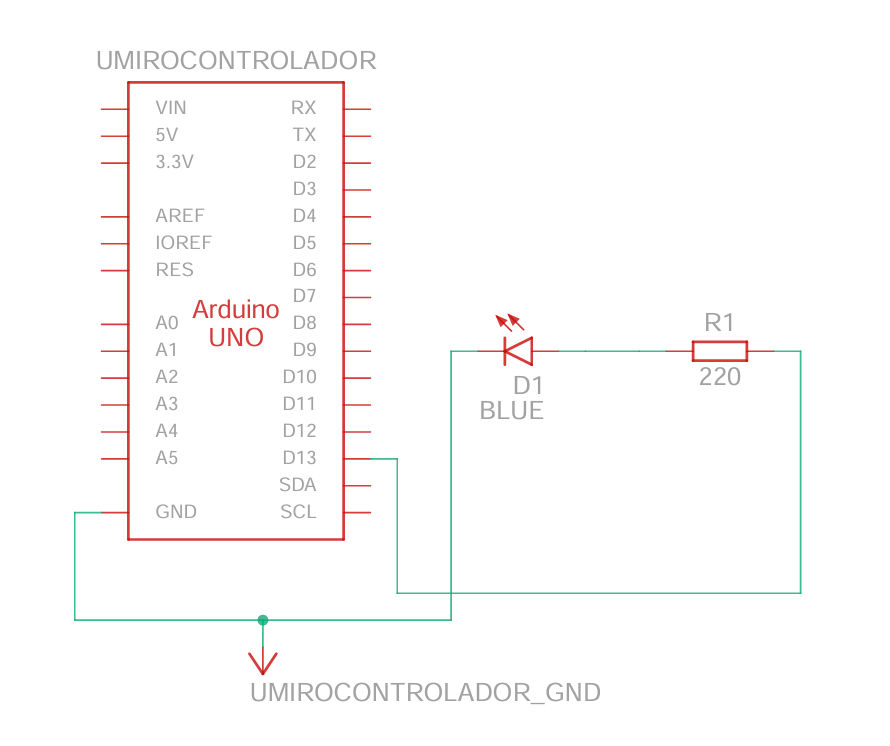 UMIROCONTROLADOR
VIN
RX
5V
TX
3.3V
D2
D3
AREF
D4
IOREF
D5
RES
D6
D7
Arduino
UNO
A0
D8
A1
D9
A2
D10
A3
D11
A4
D12
A5
D13
SDA
GND
SCL
R1
220
D1
BLUE
UMIROCONTROLADOR_GND